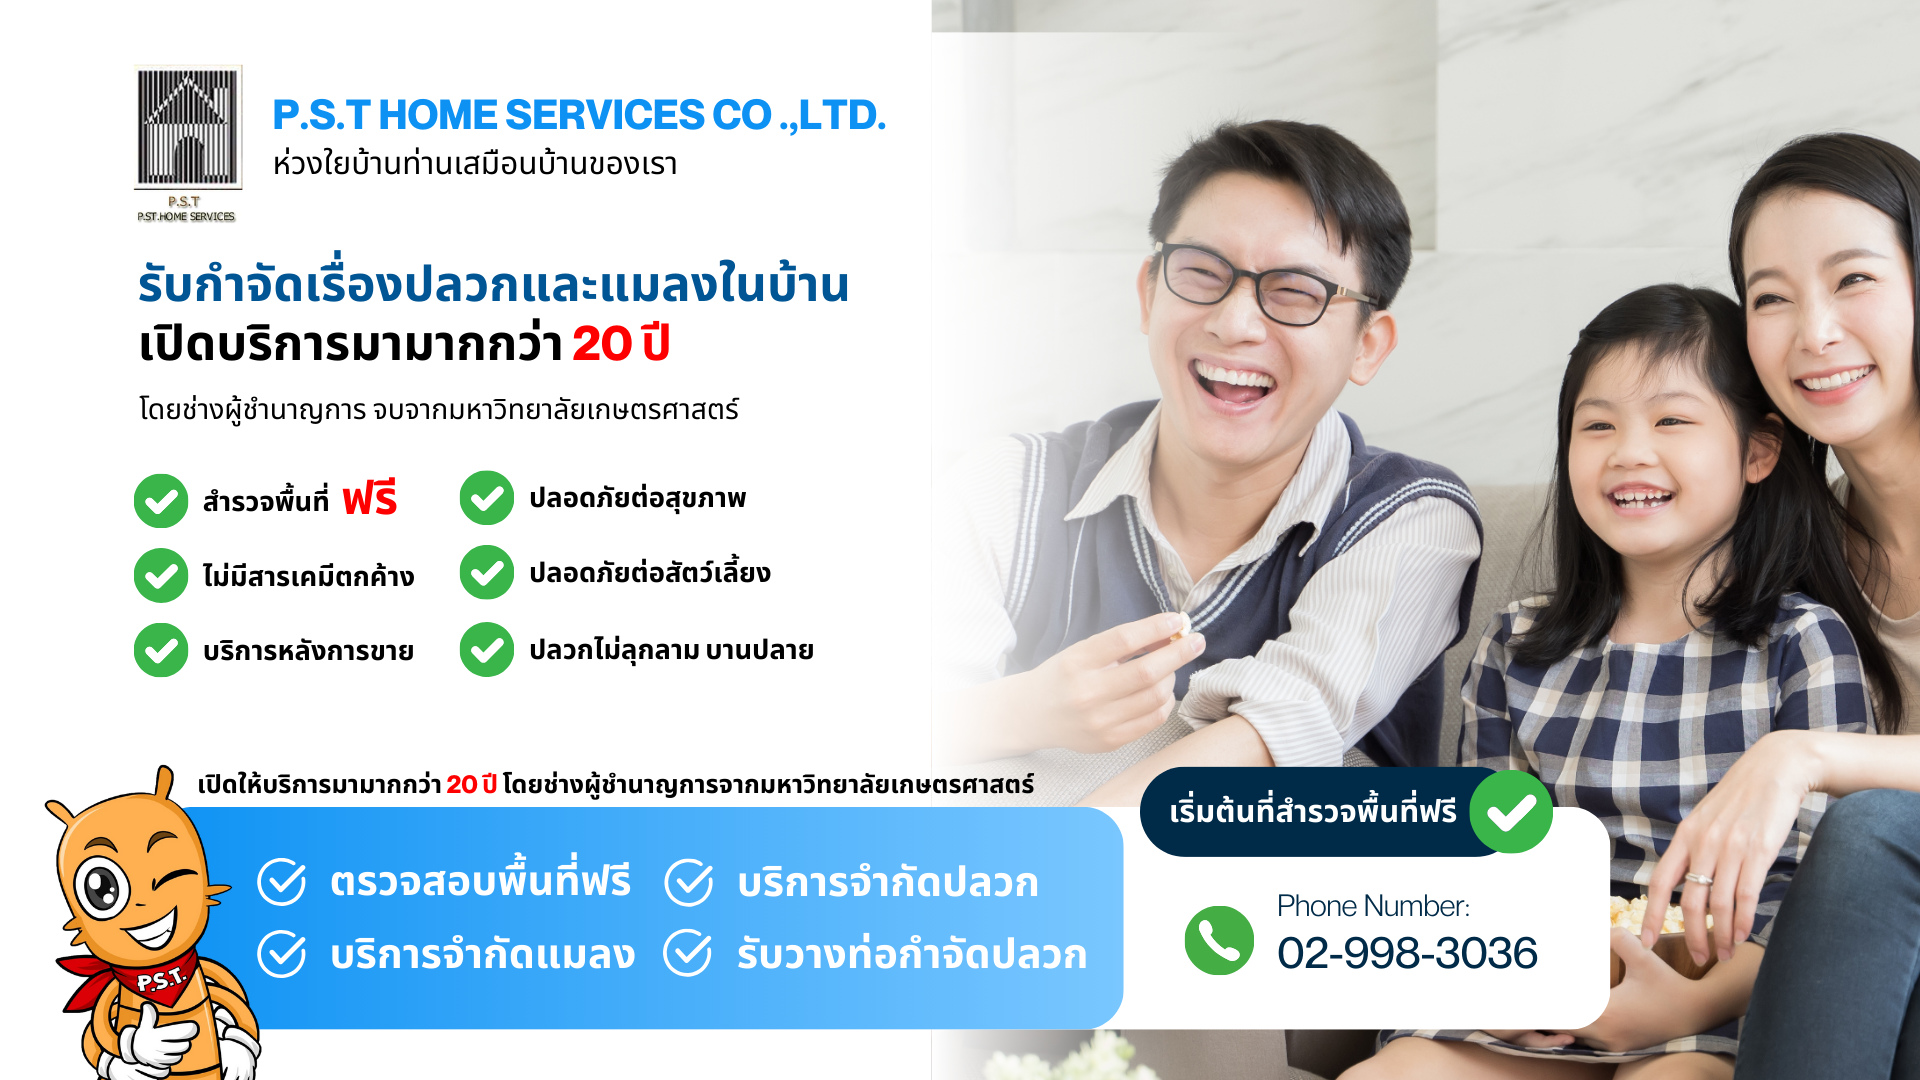 P.S.T HOME SERVICES CO .,LTD.
ห่วงใยบ้านท่านเสมือนบ้านของเรา
P.S.T
P.ST.HOME SERVICES
รับกำจัดเรื่องปลวกและแมลงในบ้าน
เปิดบริการมามากกว่า 20 ปี
โดยช่างผู้ชำนาญการ จบจากมหาวิทยาลัยเกษตรศาสตร์
สำรวจพื้นที่ ฟรี
ปลอดภัยต่อสุขภาพ
ไม่มีสารเคมีตกค้าง
ปลอดภัยต่อสัตว์เลี้ยง
บริการหลังการขาย
ปลวกไม่ลุกลาม บานปลาย
เปิดให้บริการมามากกว่า 20 ปี โดยช่างผู้ชำนาญการจากมหาวิทยาลัยเกษตรศาสตร์
ตรวจสอบพื้นที่ฟรี
บริการจำกัดปลวก
บริการจำกัดแมลง
รับวางท่อกำจัดปลวก
P.S.T.
เริ่มต้นที่สำรวจพื้นที่ฟรี
Phone Number:
02-998-3036